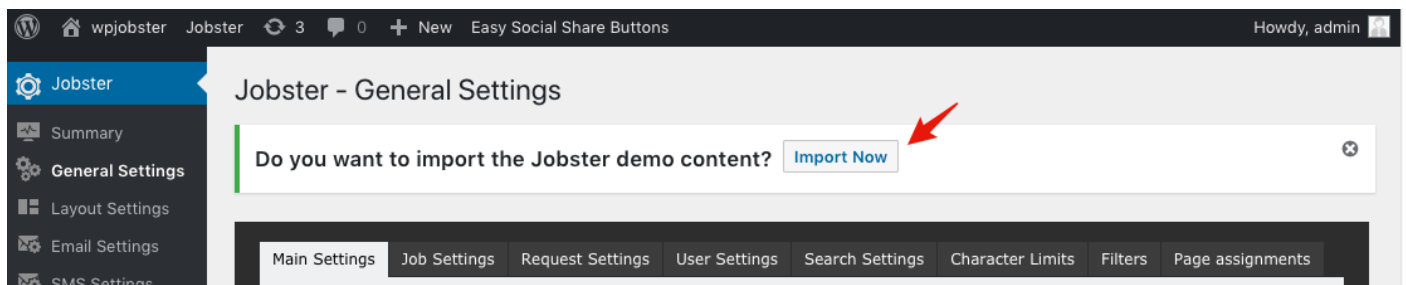 wpjobster Jobster 3 0 + New Easy Social Share Buttons Howdy, admin
Jobster
Summary
General Settings
Layout Settings
Email Settings
SMS Settings
Jobster - General Settings
Do you want to import the Jobster demo content? Import Now
Main Settings Job Settings Request Settings User Settings Search Settings Character Limits Filters Page assignments